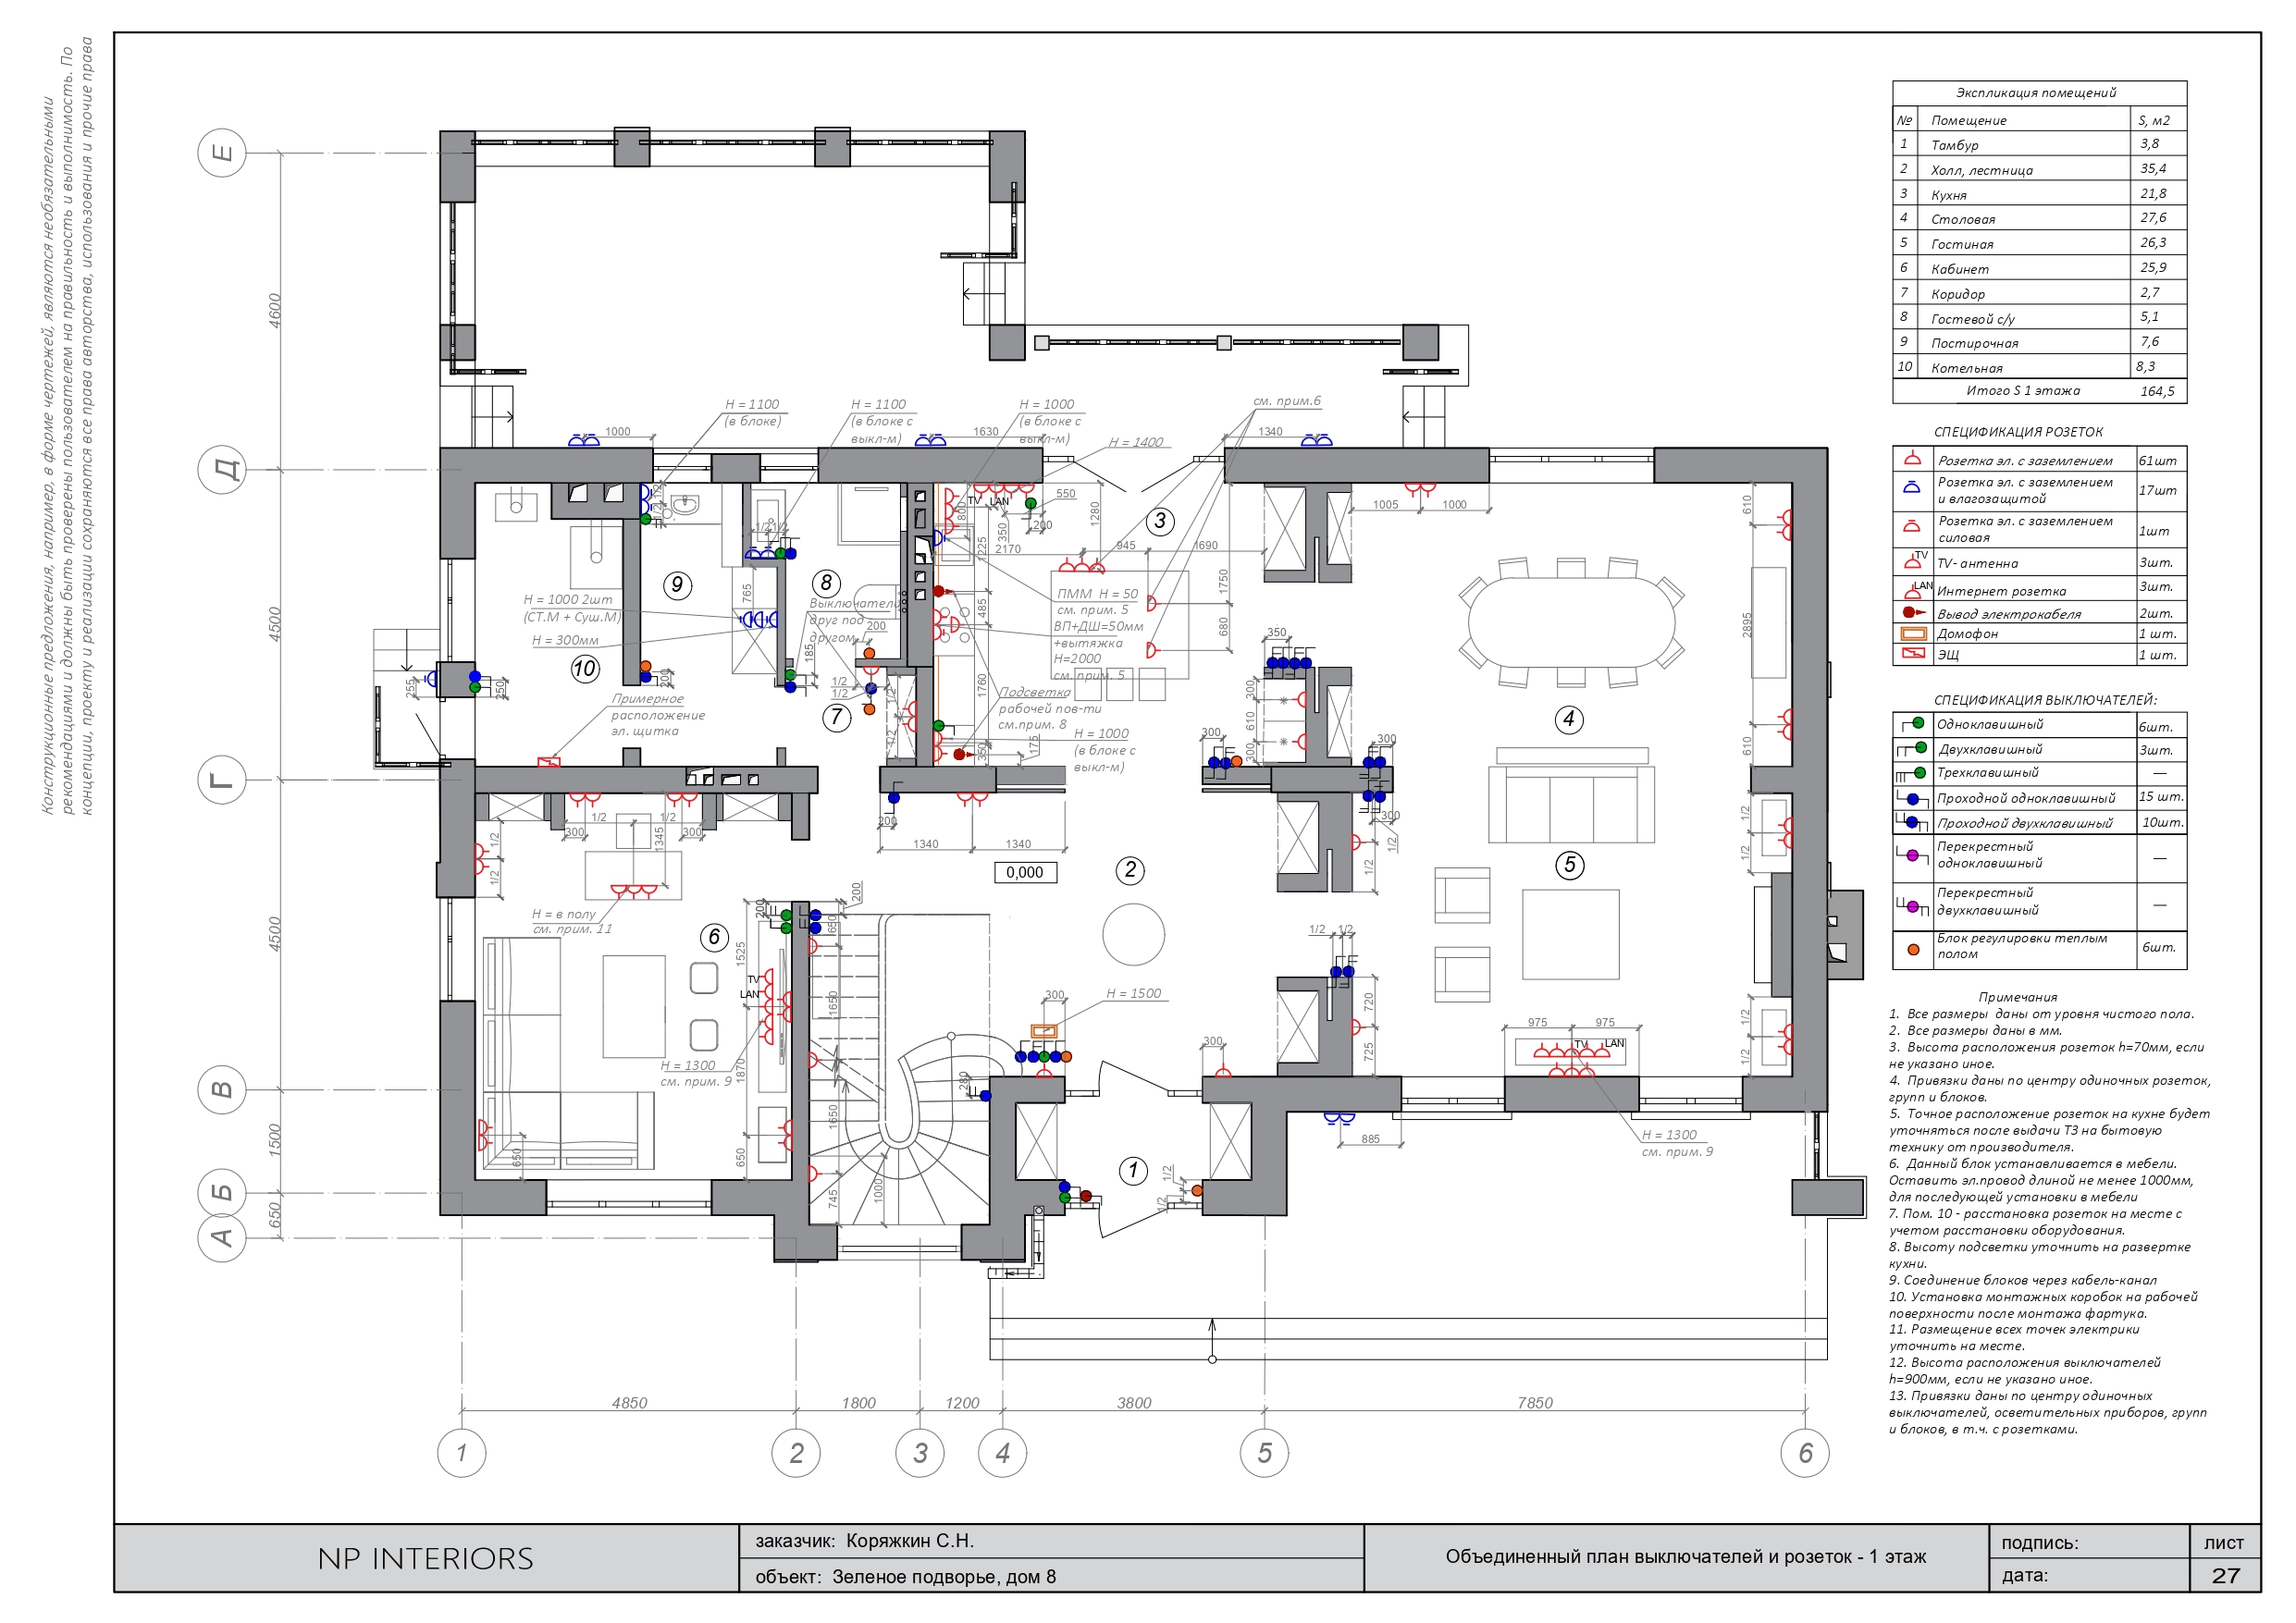 Конструкционные предложения, например, в форме чертежей, являются необязательными
рекомендациями и должны быть проверены пользователем на правильность и выполнимость. По
концепции, проекту и реализации сохраняются все права авторства, использования и прочие права
Экспликация помещений
№ Помещение S, м2
1 Тамбур 3,8
2 Холл, лестница 35,4
3 Кухня 21,8
4 Столовая 27,6
5 Гостиная 26,3
6 Кабинет 25,9
7 Коридор 2,7
8 Гостевой с/у 5,1
9 Постирочная 7,6
10 Котельная 8,3
Итого S 1 этажа 164,5
СПЕЦИФИКАЦИЯ РОЗЕТОК
Розетка эл. с заземлением 61шт
Розетка эл. с заземлением
и влагозащитой 17шт
Розетка эл. с заземлением
силовая 1шт
TV TV- антенна 3шт.
LAN Интернет розетка 3шт.
Вывод электрокабеля 2шт.
Домофон 1 шт.
ЭЩ 1 шт.
СПЕЦИФИКАЦИЯ ВЫКЛЮЧАТЕЛЕЙ:
Одноклавишный 6шт.
Двухклавишный 3шт.
Трехклавишный —
Проходной одноклавишный 15 шт.
Проходной двухклавишный 10шт.
Перекрестный
одноклавишный —
Перекрестный
двухклавишный —
Блок регулировки теплым
полом 6шт.
Примечания
1. Все размеры даны от уровня чистого пола.
2. Все размеры даны в мм.
3. Высота расположения розеток h=70мм, если
не указано иное.
4. Привязки даны по центру одиночных розеток,
групп и блоков.
5. Точное расположение розеток на кухне будет
уточняться после выдачи ТЗ на бытовую
технику от производителя.
6. Данный блок устанавливается в мебели.
Оставить эл.провод длиной не менее 1000мм,
для последующей установки в мебели
7. Пом. 10 - расстановка розеток на месте с
учетом расстановки оборудования.
8. Высоту подсветки уточнить на развертке
кухни.
9. Соединение блоков через кабель-канал
10. Установка монтажных коробок на рабочей
поверхности после монтажа фартука.
11. Размещение всех точек электрики
уточнить на месте.
12. Высота расположения выключателей
h=900мм, если не указано иное.
13. Привязки даны по центру одиночных
выключателей, осветительных приборов, групп
и блоков, в т.ч. с розетками.
Е
Д
Г
В
Б
А
4600
4500
4500
1500
650
1
2
3
4
5
6
4850
1800
1200
3800
7850
H = 1100
(в блоке)
H = 1100
(в блоке с
выкл-м)
H = 1000
(в блоке с
выкл-м)
см. прим.6
H = 1400
1000
1630
1340
TV
LAN
800
350
550
200
1280
2170
945
1690
1225
485
1760
350
175
1750
680
1005
1000
610
2895
610
H = 1000 2шт
(СТ.М + Суш.М)
H = 300мм
765
Выключатели
друг под
другом
200
185
ПММ H = 50
см. прим. 5
ВП+ДШ=50мм
+вытяжка
H=2000
см. прим. 5
Подсветка
рабочей пов-ти
см.прим. 8
H = 1000
(в блоке с
выкл-м)
Примерное
расположение
эл. щитка
255
250
200
350
300
610
300
300
300
300
1
2
3
4
5
6
7
8
9
10
0,000
1340
1340
200
300
300
1345
1/2
1/2
H = в полу
см. прим. 11
200
200
650
1525
1650
1870
1650
650
745
1000
280
TV
LAN
H = 1300
см. прим. 9
H = 1500
300
300
720
725
975
975
TV
LAN
885
H = 1300
см. прим. 9
NP INTERIORS
заказчик: Коряжкин С.Н.
объект: Зеленое подворье, дом 8
Объединенный план выключателей и розеток - 1 этаж
подпись:
дата:
лист
27